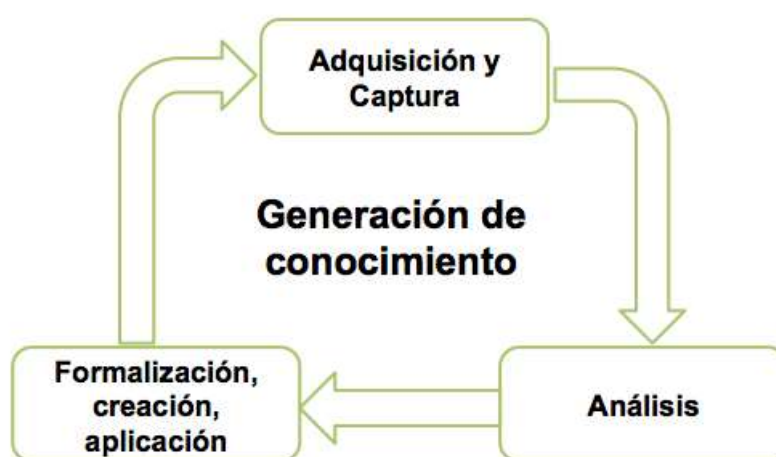 Adquisición y
Captura
Generación de
conocimiento
Formalización,
creación,
aplicación
Análisis